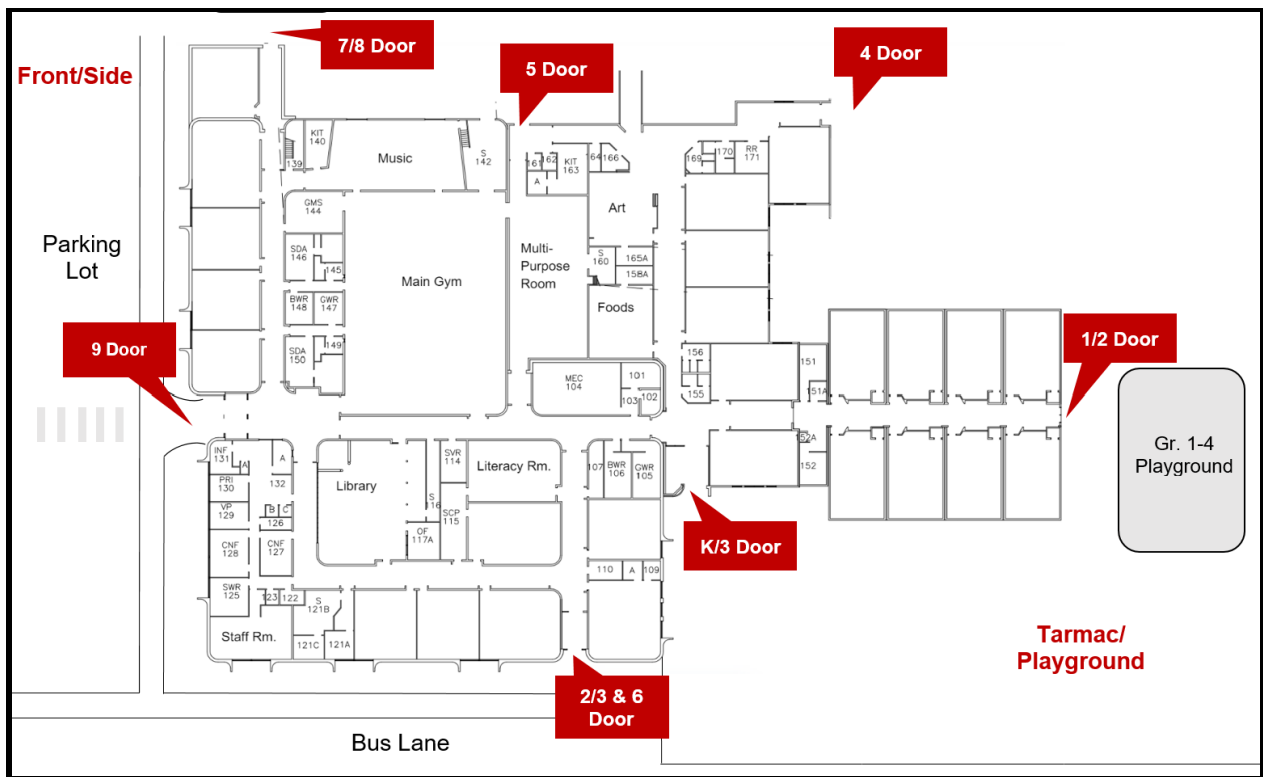 7/8 Door
Front/Side
5 Door
4 Door
KIT
140
139
Music
S
142
161
162
KIT
163
A
164
166
169
170
RR
171
GMS
144
Art
Parking
Lot
SDA
146
145
Main Gym
Multi-
Purpose
Room
S
160
165A
158A
BWR
148
GWR
147
Foods
9 Door
SDA
150
149
156
155
151
151A
1/2 Door
MEC
104
101
102
103
Gr. 1-4
Playground
INF
131
A
A
132
PRI
130
VP
129
B
C
126
CNF
128
CNF
127
SWR
125
123
122
Library
S
116
OF
117A
SVR
114
SCP
115
Literacy Rm.
107
BWR
106
GWR
105
152A
152
K/3 Door
110
A
109
S
121B
Staff Rm.
121C
121A
Tarmac/
Playground
2/3 & 6
Door
Bus Lane